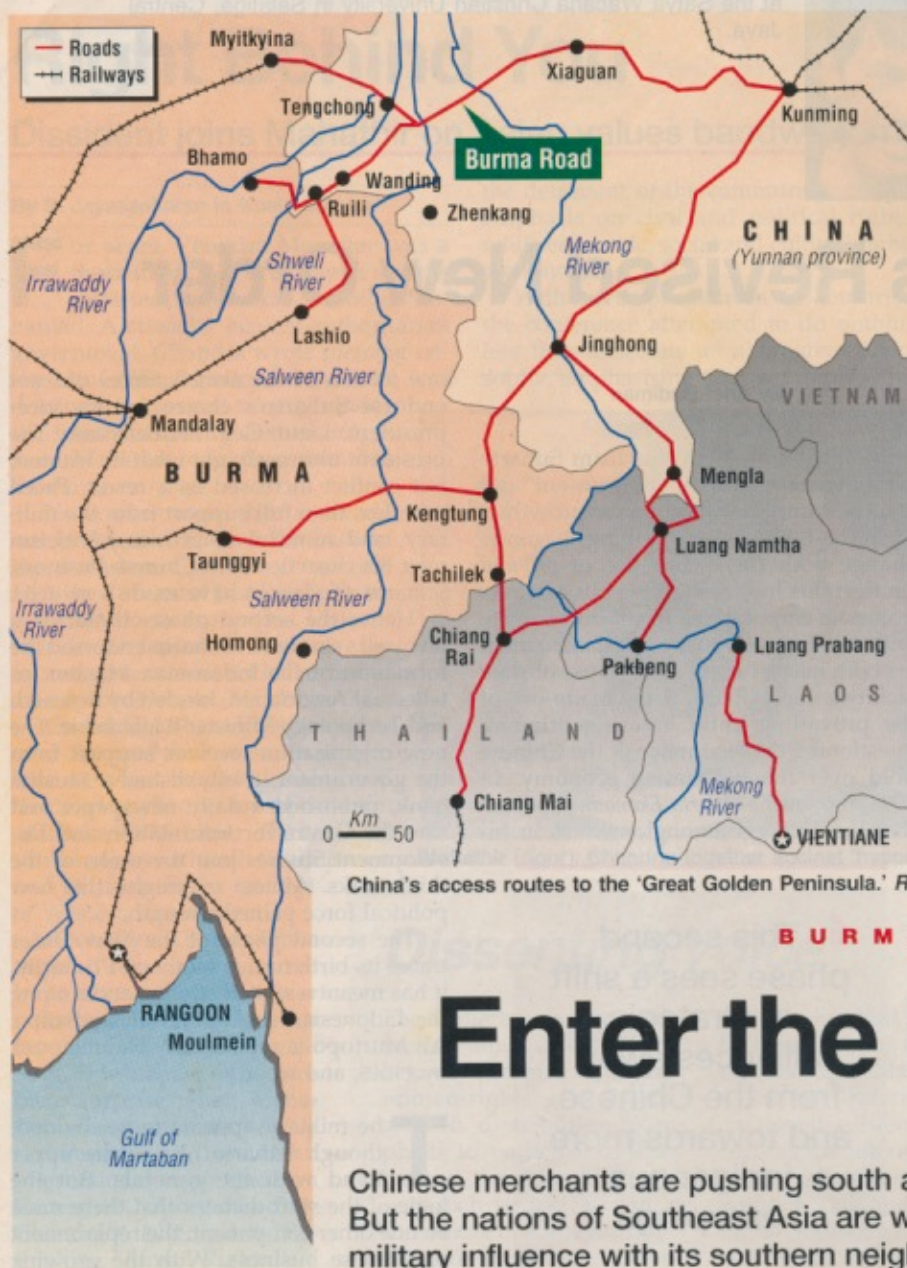 Roads
Railways
Myitkyina
Xiaguan
Tengchong
Kunming
Burma Road
Bhamo
Wanding
Ruili
Zhenkang
CHINA
(Yunnan province)
Mekong
River
Shweli
River
Irrawaddy
River
Lashio
Jinghong
Salween River
VIETNAM
Mandalay
BURMA
Mengla
Kengtung
Luang Namtha
Taunggyi
Tachilek
Irrawaddy
River
Salween River
Homong
Chiang
Rai
Pakbeng
Luang Prabang
LAOS
THAILAND
Mekong
River
Chiang Mai
Km
0 50
VIENTIANE
China's access routes to the 'Great Golden Peninsula.' R
BURM
RANGOON
Moulmein
Enter the
Gulf of
Martaban
Chinese merchants are pushing south a
But the nations of Southeast Asia are w
military influence with its southern neigh